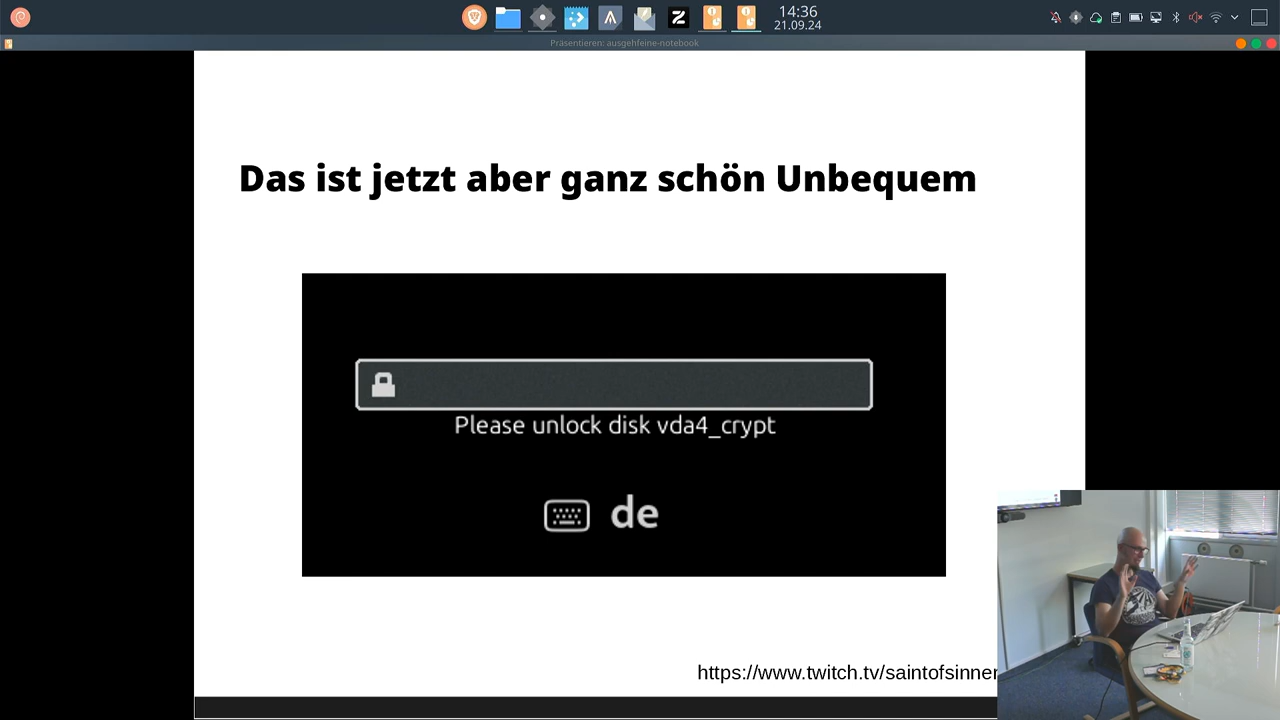 14:36
21.09.24
Präsentieren: ausgehfeine-notebook
Das ist jetzt aber ganz schön Unbequem
Please unlock disk vda4_crypt
de
https://www.twitch.tv/saintofsinner